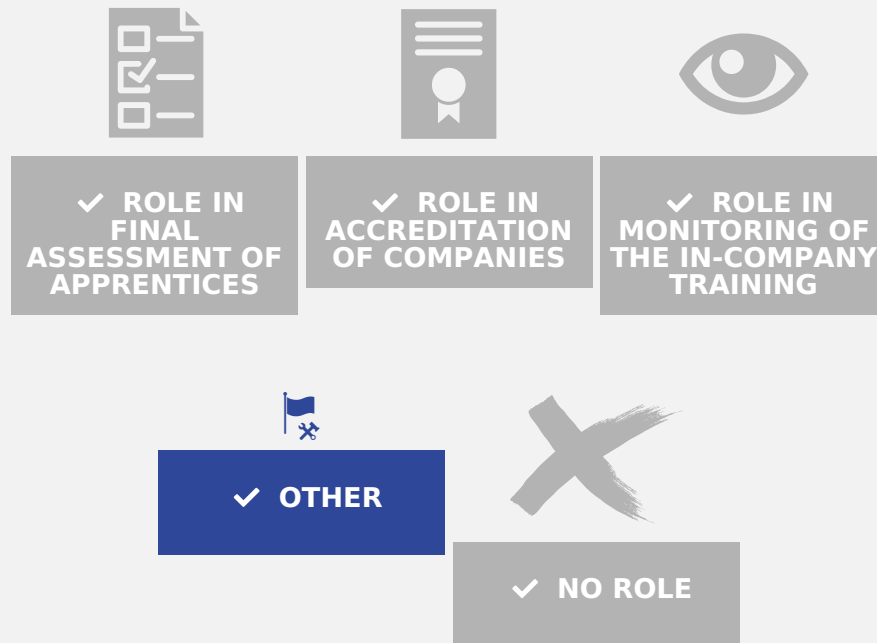 ✓ ROLE IN
FINAL
ASSESSMENT OF
APPRENTICES
✓ ROLE IN
ACCREDITATION
OF COMPANIES
✓ ROLE IN
MONITORING OF
THE IN-COMPANY
TRAINING
✓ OTHER
✓ NO ROLE